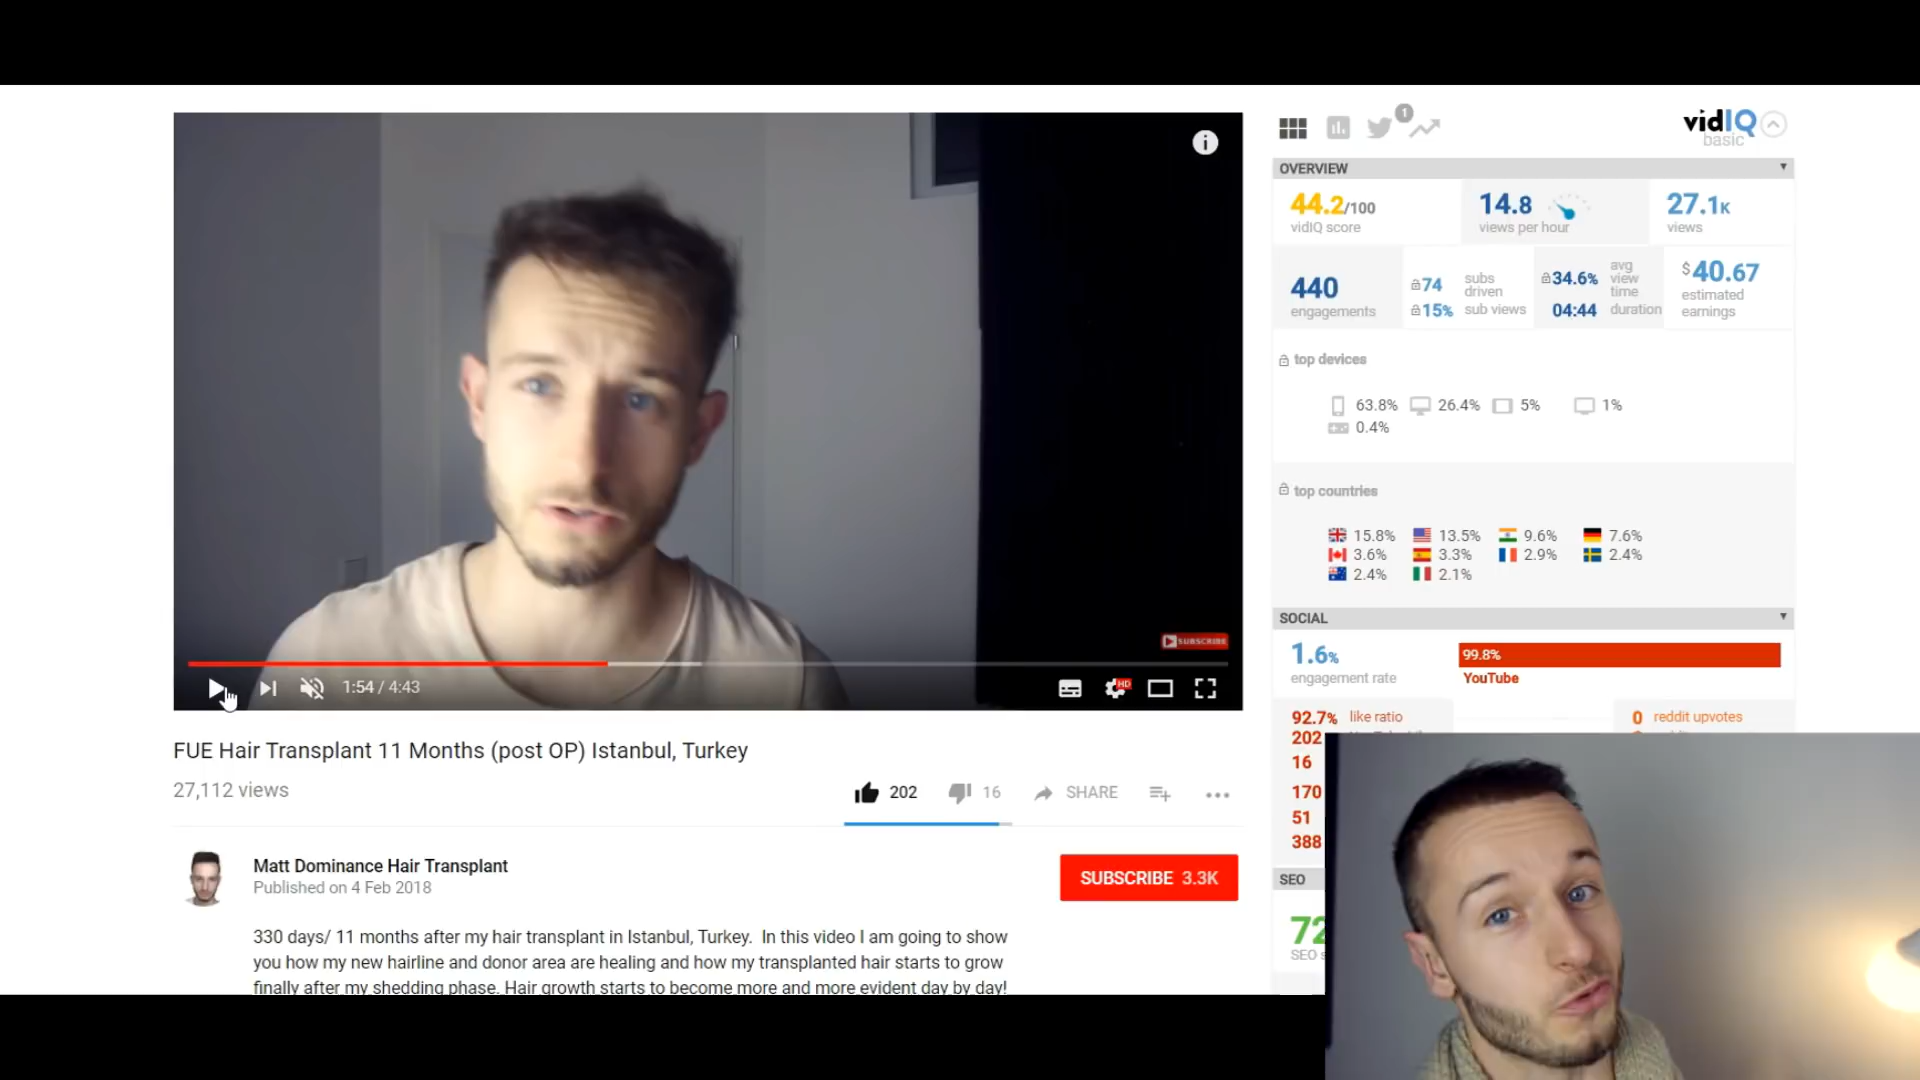 SUBSCRIBE
1:54 / 4:43
HD
FUE Hair Transplant 11 Months (post OP) Istanbul, Turkey
27,112 views
202
16
SHARE
Matt Dominance Hair Transplant
Published on 4 Feb 2018
SUBSCRIBE 3.3K
330 days/ 11 months after my hair transplant in Istanbul, Turkey. In this video I am going to show
you how my new hairline and donor area are healing and how my transplanted hair starts to grow
finally after my shedding phase. Hair growth starts to become more and more evident day by day!
1
vidIQ
basic
OVERVIEW
44.2/100
vidIQ score
14.8
views per hour
27.1K
views
440
engagements
74 subs driven
15% sub views
34.6% avg view time
04:44 duration
$40.67
estimated
earnings
top devices
63.8% 26.4% 5% 1%
0.4%
top countries
15.8% 13.5% 9.6% 7.6%
3.6% 3.3% 2.9% 2.4%
2.4% 2.1%
SOCIAL
1.6%
engagement rate
99.8%
YouTube
92.7% like ratio
0 reddit upvotes
202
16
170
51
388
SEO
72
SEO